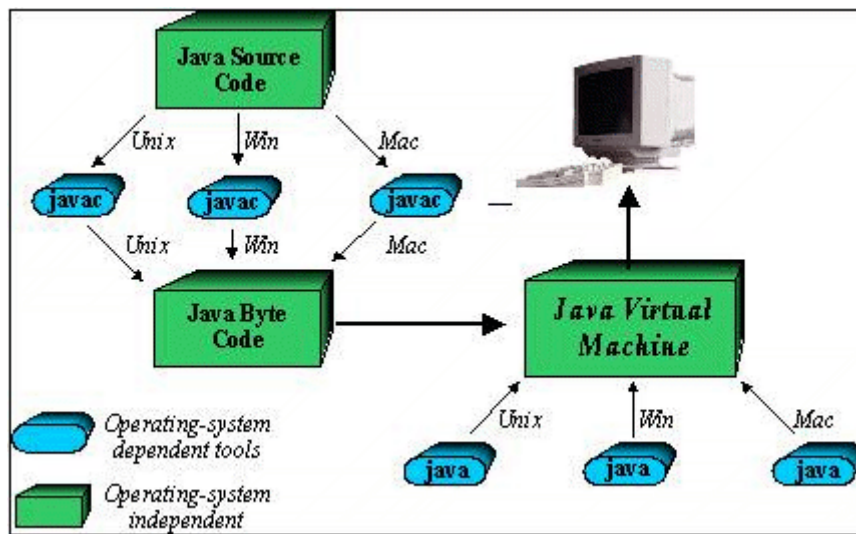 Java Source
Code
Unix
Win
Mac
javac
javac
javac
Unix
Win
Mac
Java Byte
Code
Java Virtual
Machine
Unix
Win
Mac
java
java
java
Operating-system
dependent tools
Operating-system
independent